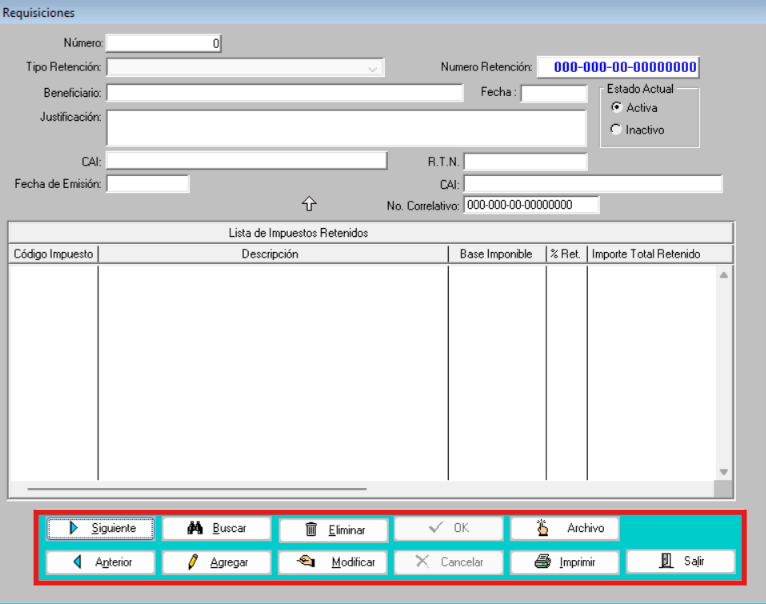 Requisiciones
Número: 0
Tipo Retención: Numero Retención: 000-000-00-00000000
Beneficiario: Fecha : Estado Actual
Activa
Justificación:
Inactivo
CAI: R.T.N.
Fecha de Emisión: CAI:
No. Correlativo: 000-000-00-00000000
Lista de Impuestos Retenidos
Código Impuesto Descripción Base Imponible % Ret. Importe Total Retenido
Siguiente Buscar Eliminar OK Archivo
Anterior Agregar Modificar Cancelar Imprimir Salir